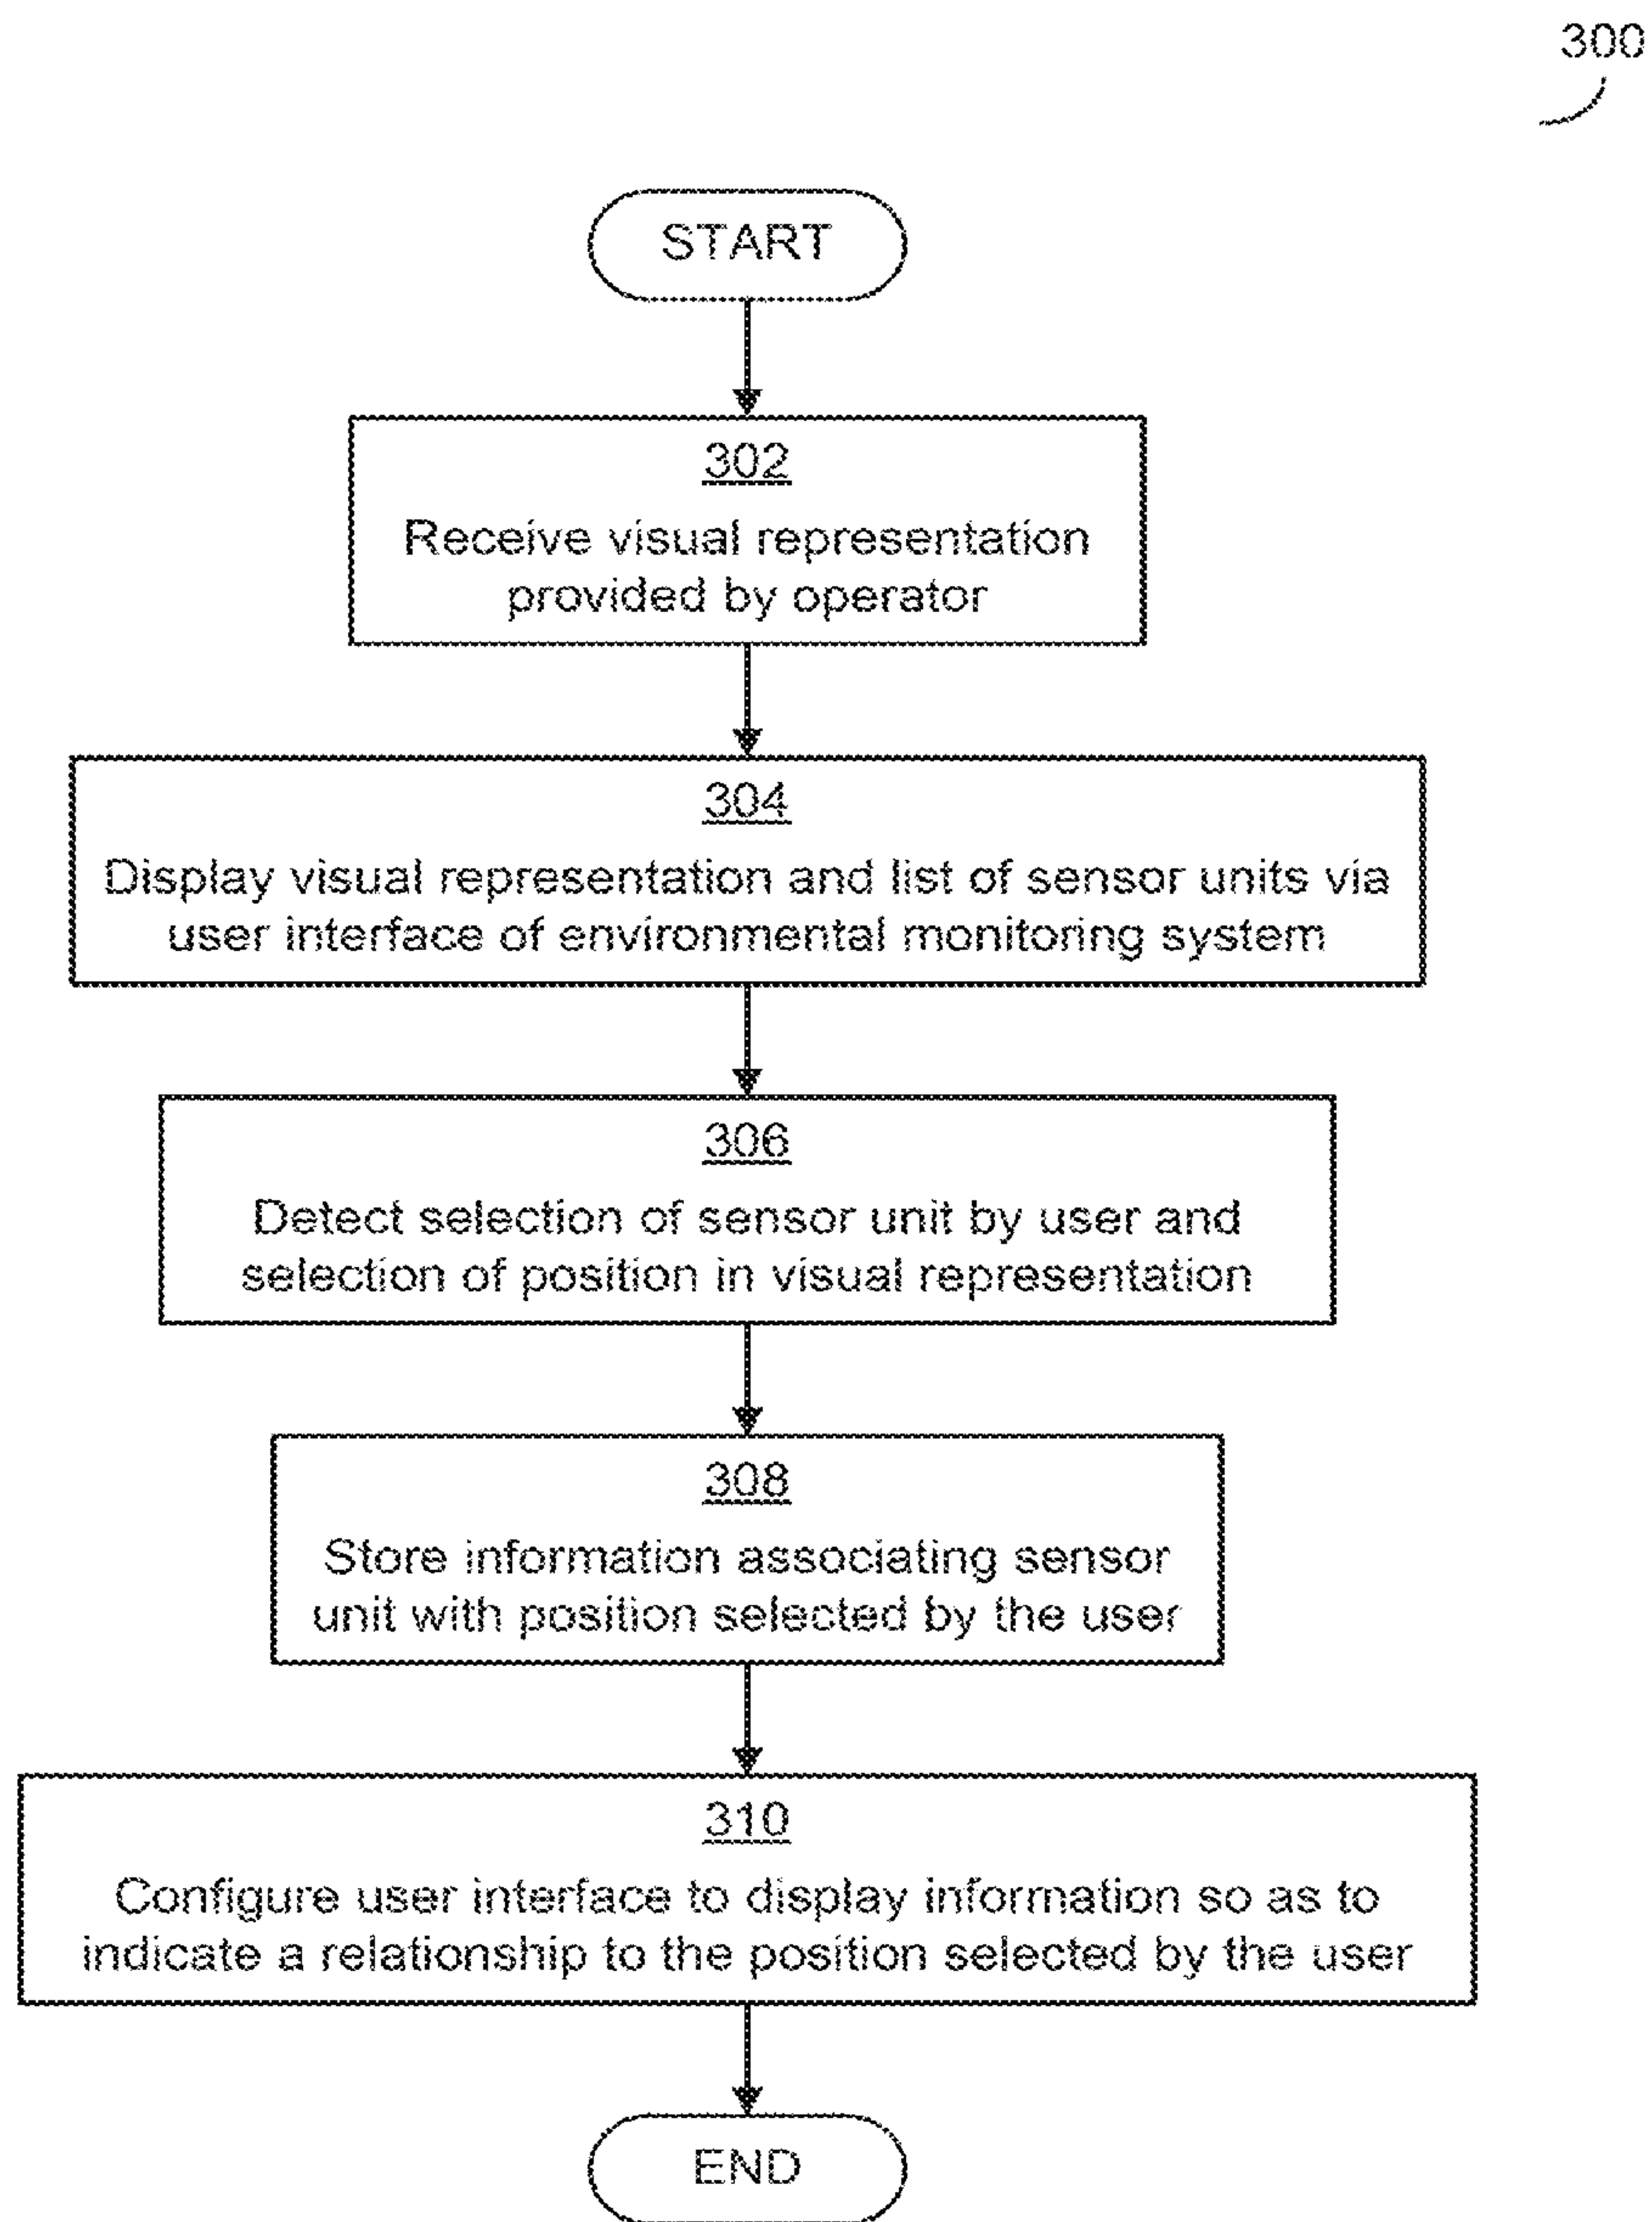 300
START
302
Receive visual representation
provided by operator
304
Display visual representation and list of sensor units via
user interface of environmental monitoring system
306
Detect selection of sensor unit by user and
selection of position in visual representation
308
Store information associating sensor
unit with position selected by the user
310
Configure user interface to display information so as to
indicate a relationship to the position selected by the user
END